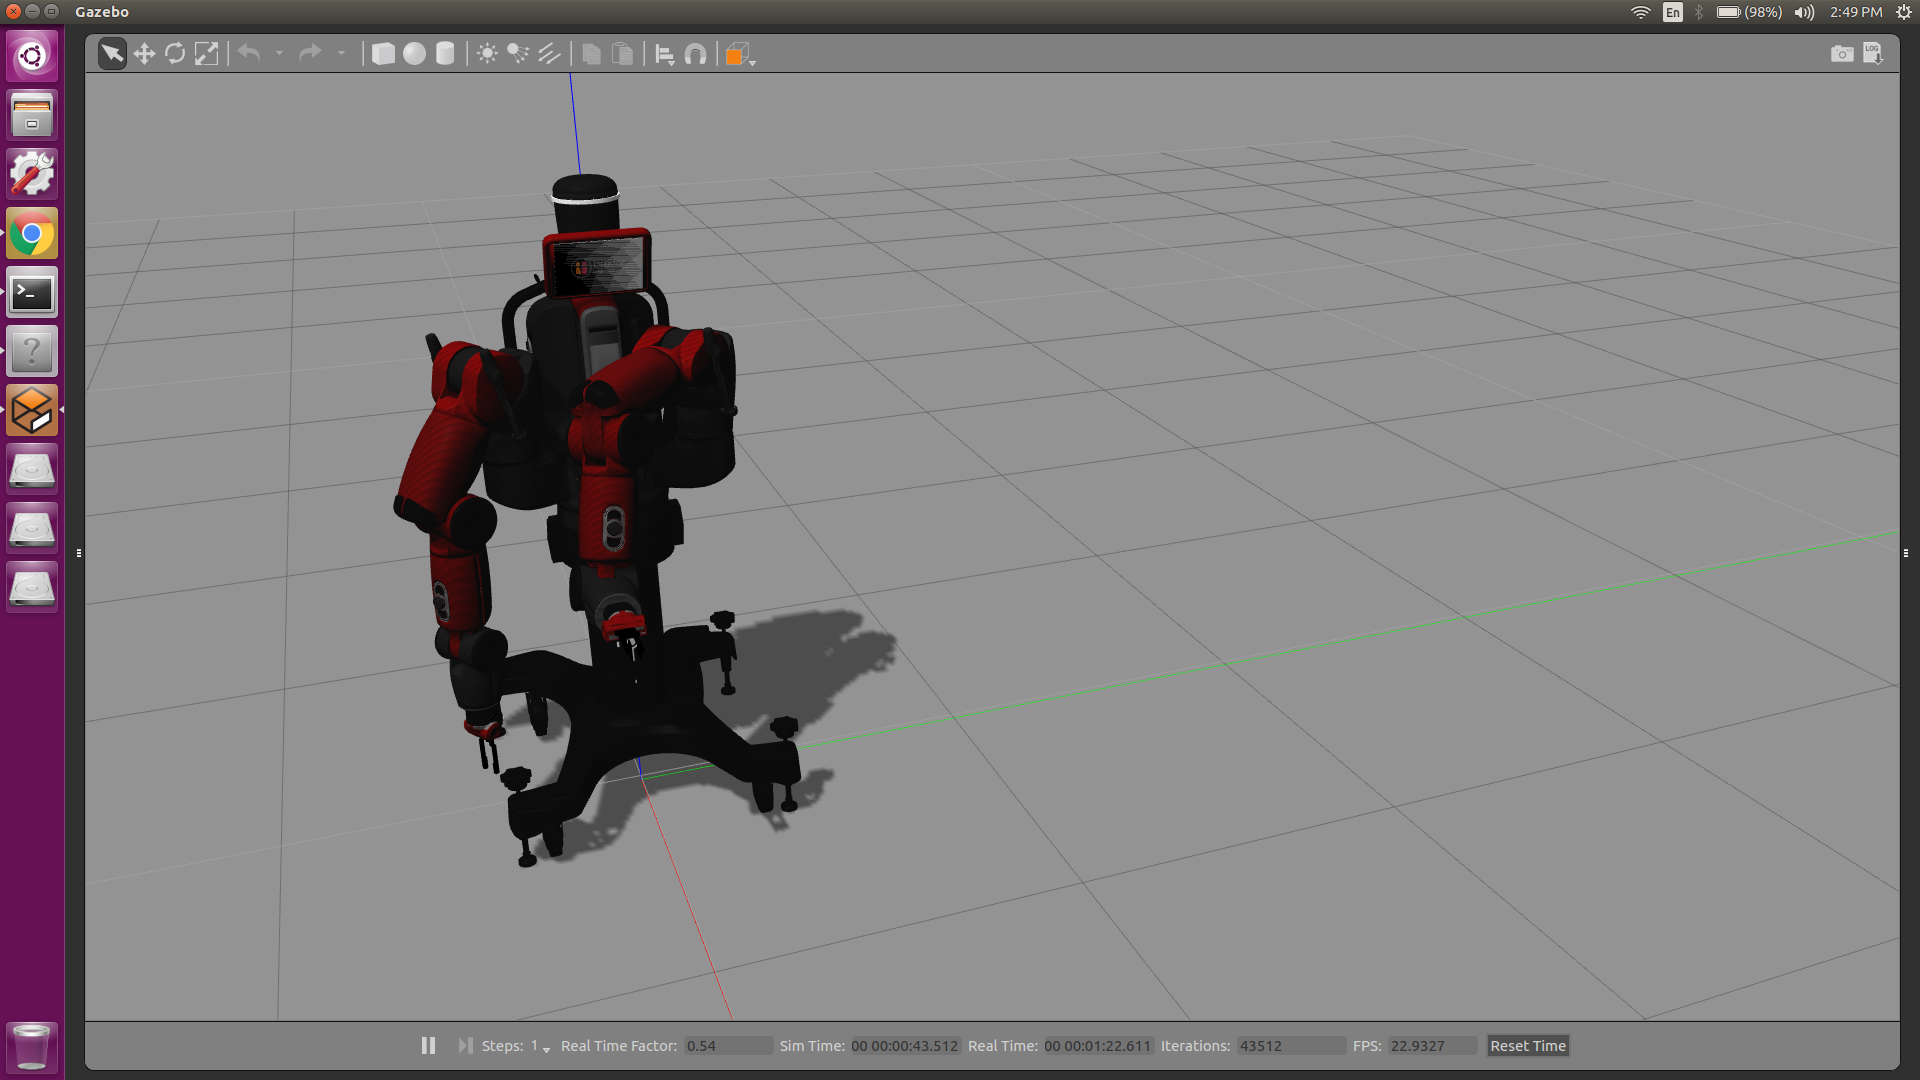 Gazebo
En
(98%)
2:49 PM
LOG
Steps: 1
Real Time Factor: 0.54
Sim Time: 00 00:00:43.512
Real Time: 00 00:01:22.611
Iterations: 43512
FPS: 22.9327
Reset Time